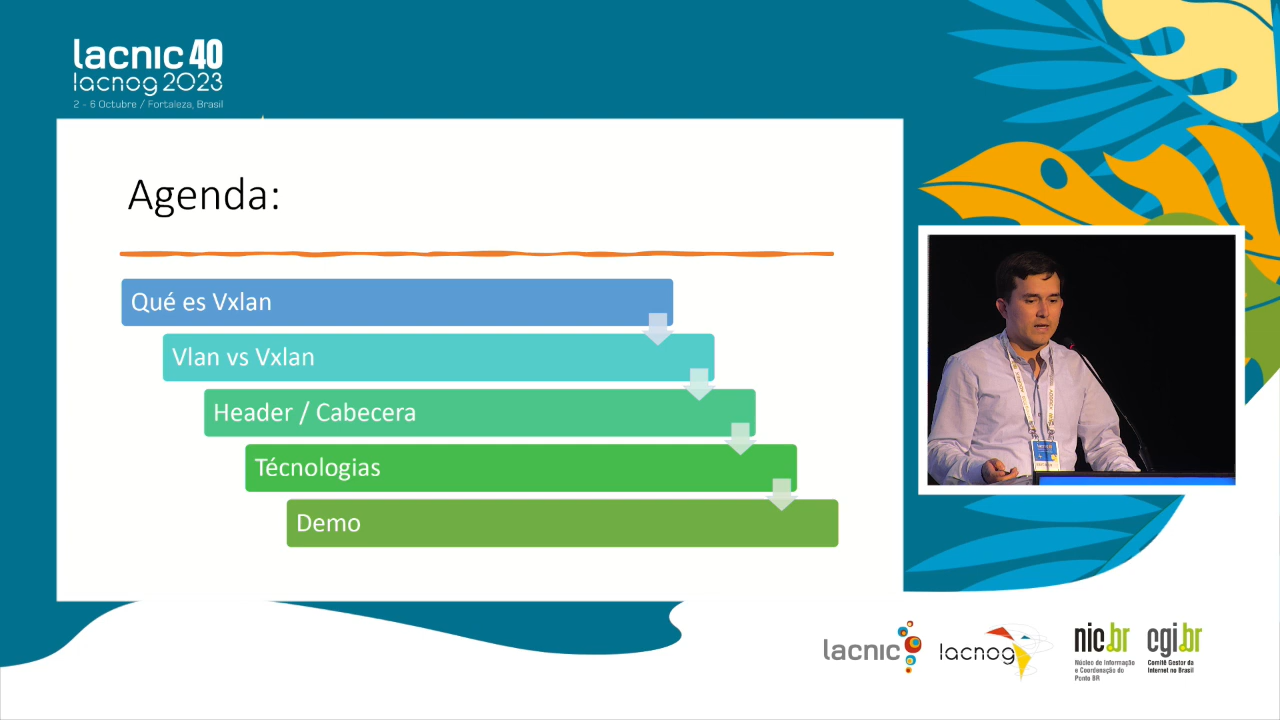 lacnic 40
lacnog 2023
2 - 6 Octubre / Fortaleza, Brasil
Agenda:
Qué es Vxlan
Vlan vs Vxlan
Header / Cabecera
Técnologias
Demo
lacnic
lacnog
nic.br
Núcleo de Informação
e Coordenação do
Ponto BR
cgi.br
Comitê Gestor da
Internet no Brasil